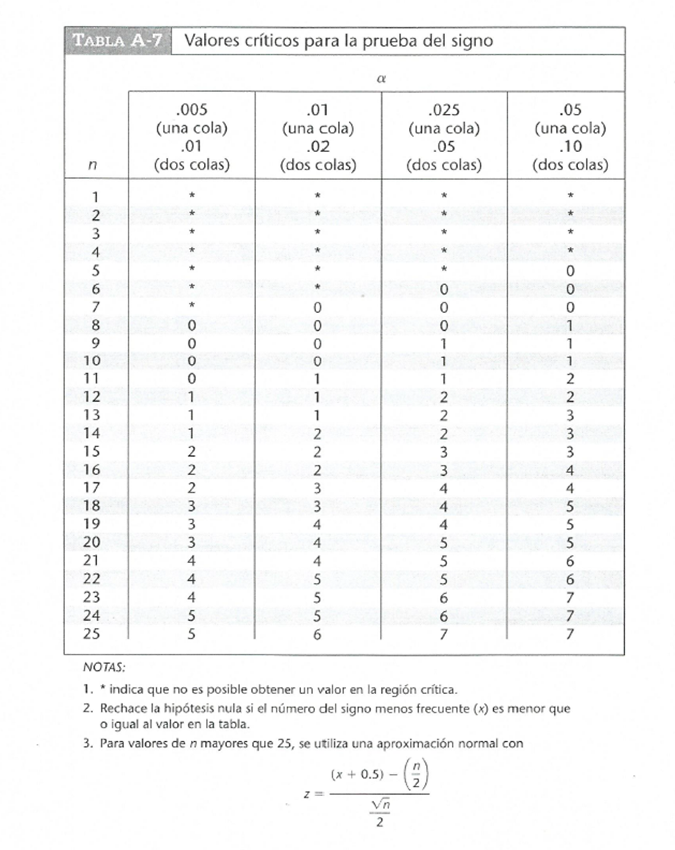 TABLA A-7 Valores críticos para la prueba del signo
α
.005 .01 .025 .05
(una cola) (una cola) (una cola) (una cola)
.01 .02 .05 .10
n (dos colas) (dos colas) (dos colas) (dos colas)
1 * * * *
2 * * * *
3 * * * *
4 * * * *
5 * * * 0
6 * * 0 0
7 * 0 0 0
8 0 0 0 1
9 0 0 1 1
10 0 0 1 1
11 0 1 1 2
12 1 1 2 2
13 1 1 2 3
14 1 2 2 3
15 2 2 3 3
16 2 2 3 4
17 2 3 4 4
18 3 3 4 5
19 3 4 4 5
20 3 4 5 5
21 4 4 5 6
22 4 5 5 6
23 4 5 6 7
24 5 5 6 7
25 5 6 7 7
NOTAS:
1. * indica que no es posible obtener un valor en la región crítica.
2. Rechace la hipótesis nula si el número del signo menos frecuente (x) es menor que
o igual al valor en la tabla.
3. Para valores de n mayores que 25, se utiliza una aproximación normal con
z = ((x + 0.5) − (n/2)) / (√n/2)